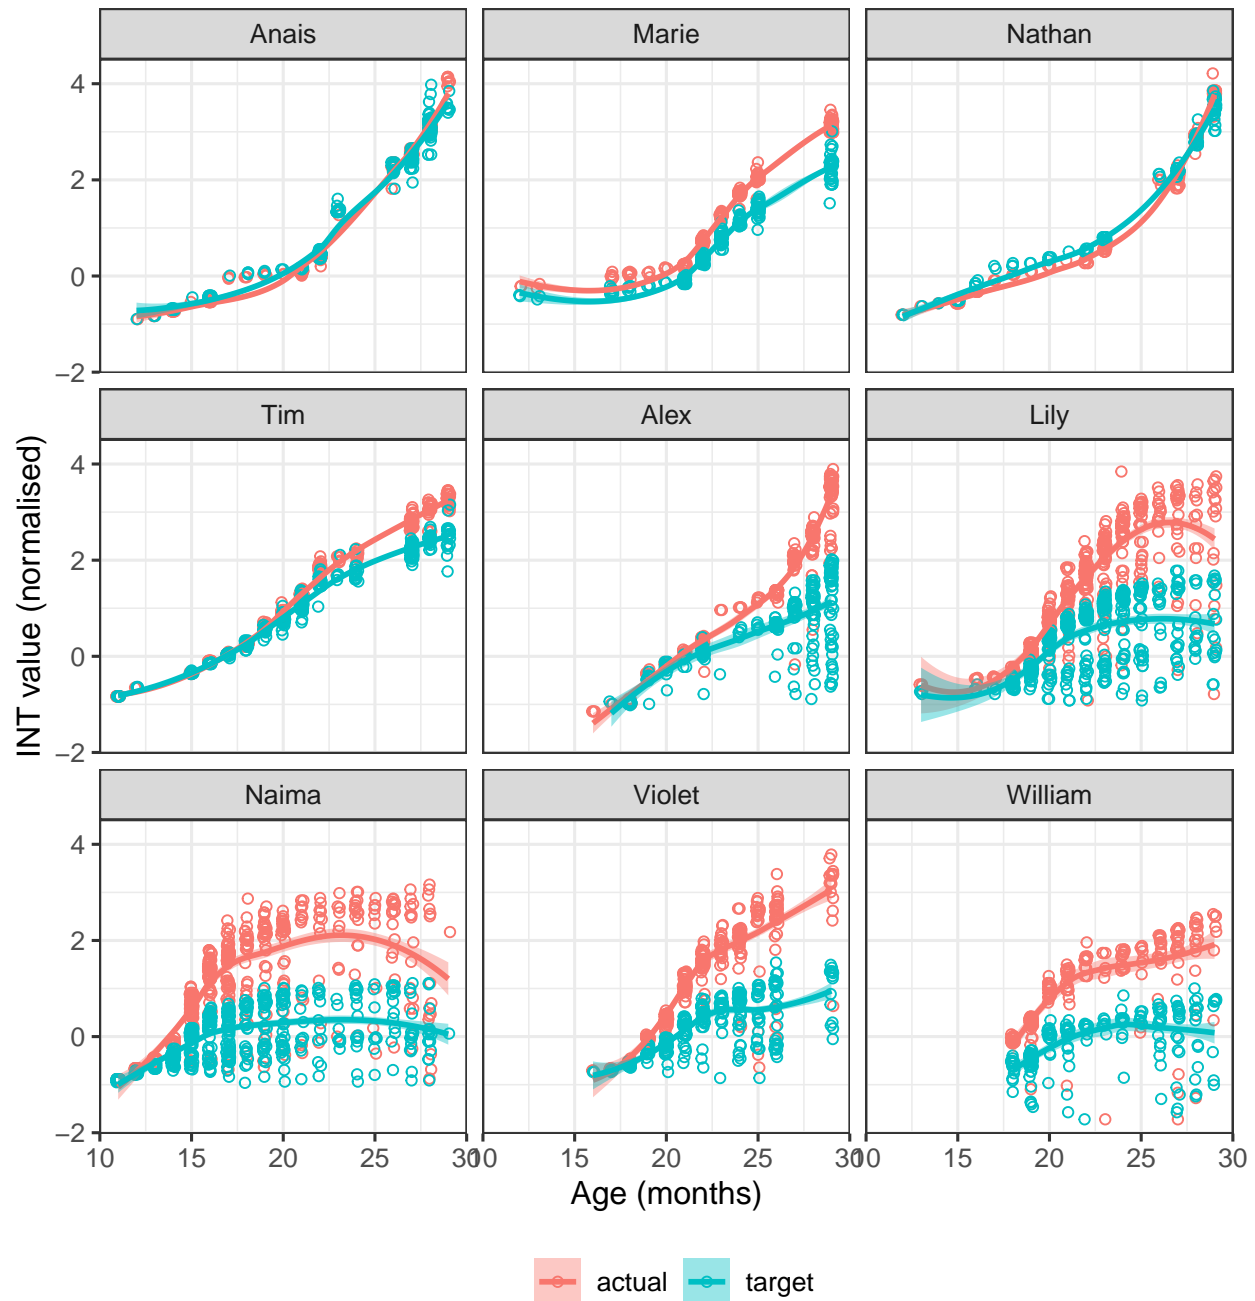 Anais Marie Nathan
4
2
0
−2
Tim Alex Lily
4
2
0
−2
INT value (normalised)
Naima Violet William
4
2
0
−2
10 15 20 25 30 10 15 20 25 30 10 15 20 25 30
Age (months)
actual target